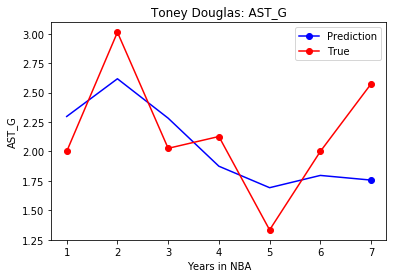 Toney Douglas: AST_G
Prediction
True
AST_G
3.00
2.75
2.50
2.25
2.00
1.75
1.50
1.25
1 2 3 4 5 6 7
Years in NBA